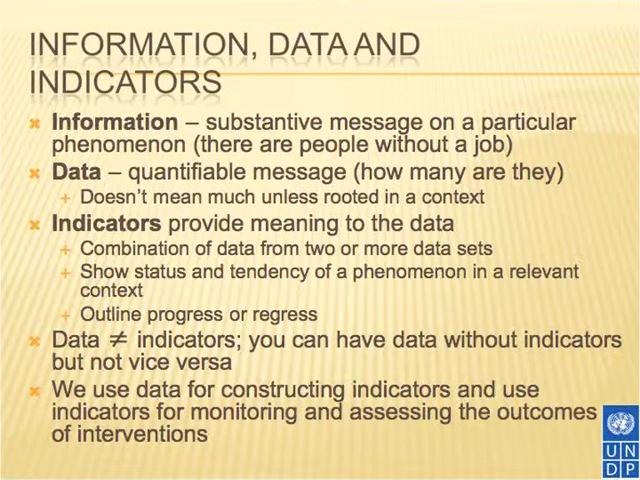 INFORMATION, DATA AND
INDICATORS
Information – substantive message on a particular
phenomenon (there are people without a job)
Data – quantifiable message (how many are they)
Doesn't mean much unless rooted in a context
Indicators provide meaning to the data
Combination of data from two or more data sets
Show status and tendency of a phenomenon in a relevant
context
Outline progress or regress
Data ≠ indicators; you can have data without indicators
but not vice versa
We use data for constructing indicators and use
indicators for monitoring and assessing the outcomes
of interventions
U N
D P